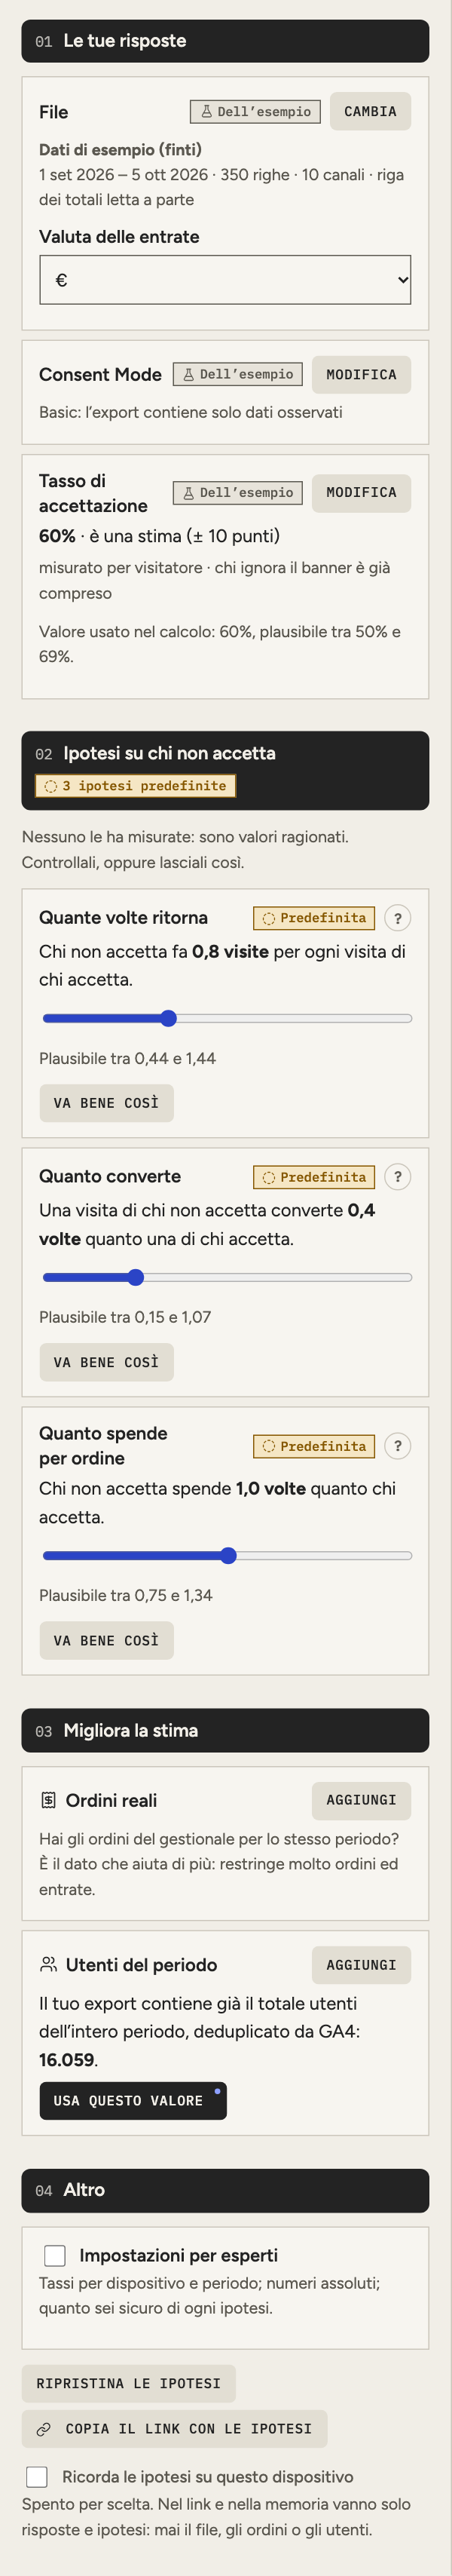 01 Le tue risposte
File Dell’esempio CAMBIA
Dati di esempio (finti)
1 set 2026 – 5 ott 2026 · 350 righe · 10 canali · riga
dei totali letta a parte
Valuta delle entrate
€
Consent Mode Dell’esempio MODIFICA
Basic: l’export contiene solo dati osservati
Tasso di
accettazione Dell’esempio MODIFICA
60% · è una stima (± 10 punti)
misurato per visitatore · chi ignora il banner è già
compreso
Valore usato nel calcolo: 60%, plausibile tra 50% e
69%.
02 Ipotesi su chi non accetta
3 ipotesi predefinite
Nessuno le ha misurate: sono valori ragionati.
Controllali, oppure lasciali così.
Quante volte ritorna Predefinita ?
Chi non accetta fa 0,8 visite per ogni visita di
chi accetta.
Plausibile tra 0,44 e 1,44
VA BENE COSÌ
Quanto converte Predefinita ?
Una visita di chi non accetta converte 0,4
volte quanto una di chi accetta.
Plausibile tra 0,15 e 1,07
VA BENE COSÌ
Quanto spende
per ordine Predefinita ?
Chi non accetta spende 1,0 volte quanto chi
accetta.
Plausibile tra 0,75 e 1,34
VA BENE COSÌ
03 Migliora la stima
Ordini reali AGGIUNGI
Hai gli ordini del gestionale per lo stesso periodo?
È il dato che aiuta di più: restringe molto ordini ed
entrate.
Utenti del periodo AGGIUNGI
Il tuo export contiene già il totale utenti
dell’intero periodo, deduplicato da GA4:
16.059.
USA QUESTO VALORE
04 Altro
Impostazioni per esperti
Tassi per dispositivo e periodo; numeri assoluti;
quanto sei sicuro di ogni ipotesi.
RIPRISTINA LE IPOTESI
COPIA IL LINK CON LE IPOTESI
Ricorda le ipotesi su questo dispositivo
Spento per scelta. Nel link e nella memoria vanno solo
risposte e ipotesi: mai il file, gli ordini o gli utenti.